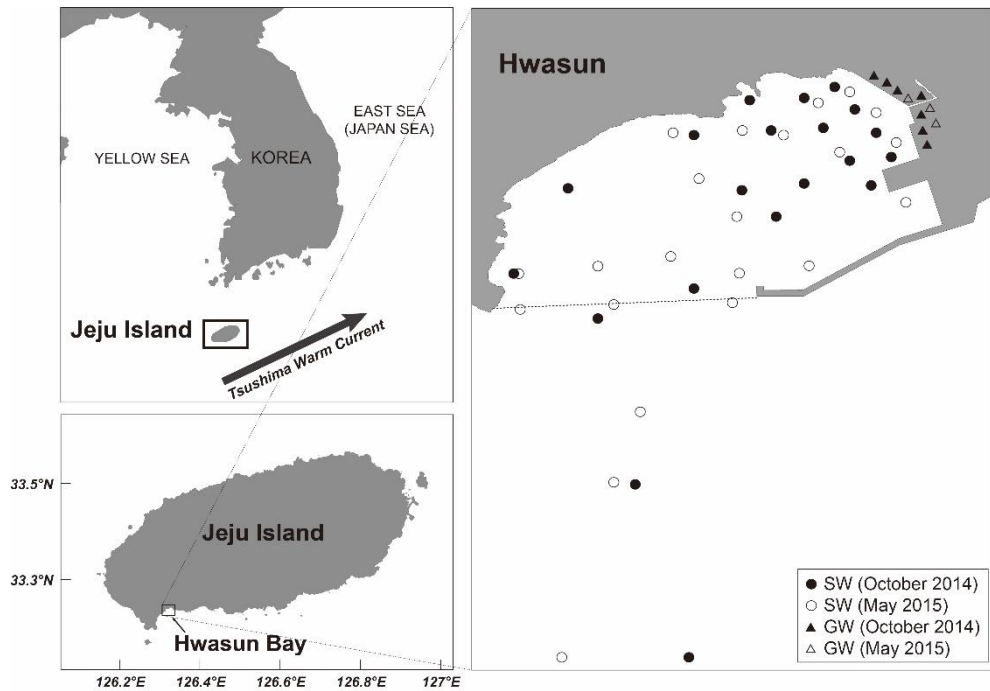 YELLOW SEA
KOREA
EAST SEA
(JAPAN SEA)
Jeju Island
Tsushima Warm Current
33.5°N
33.3°N
Jeju Island
Hwasun Bay
126.2°E 126.4°E 126.6°E 126.8°E 127°E
Hwasun
SW (October 2014)
SW (May 2015)
GW (October 2014)
GW (May 2015)